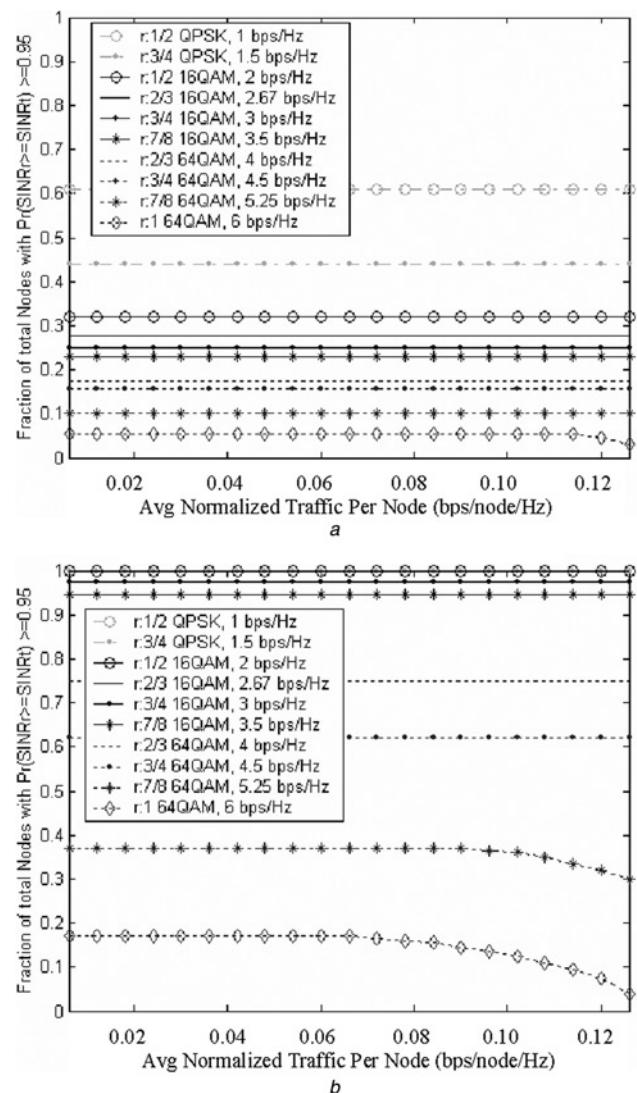 1
0.9
0.8
0.7
0.6
0.5
0.4
0.3
0.2
0.1
0
Fraction of total Nodes with Pr(SINRr>=SINRt) >=0.95
r:1/2 QPSK, 1 bps/Hz
r:3/4 QPSK, 1.5 bps/Hz
r:1/2 16QAM, 2 bps/Hz
r:2/3 16QAM, 2.67 bps/Hz
r:3/4 16QAM, 3 bps/Hz
r:7/8 16QAM, 3.5 bps/Hz
r:2/3 64QAM, 4 bps/Hz
r:3/4 64QAM, 4.5 bps/Hz
r:7/8 64QAM, 5.25 bps/Hz
r:1 64QAM, 6 bps/Hz
0.02 0.04 0.06 0.08 0.10 0.12
Avg Normalized Traffic Per Node (bps/node/Hz)
a
1
0.9
0.8
0.7
0.6
0.5
0.4
0.3
0.2
0.1
0
Fraction of total Nodes with Pr(SINRr>=SINRt) >=0.95
r:1/2 QPSK, 1 bps/Hz
r:3/4 QPSK, 1.5 bps/Hz
r:1/2 16QAM, 2 bps/Hz
r:2/3 16QAM, 2.67 bps/Hz
r:3/4 16QAM, 3 bps/Hz
r:7/8 16QAM, 3.5 bps/Hz
r:2/3 64QAM, 4 bps/Hz
r:3/4 64QAM, 4.5 bps/Hz
r:7/8 64QAM, 5.25 bps/Hz
r:1 64QAM, 6 bps/Hz
0.02 0.04 0.06 0.08 0.10 0.12
Avg Normalized Traffic Per Node (bps/node/Hz)
b